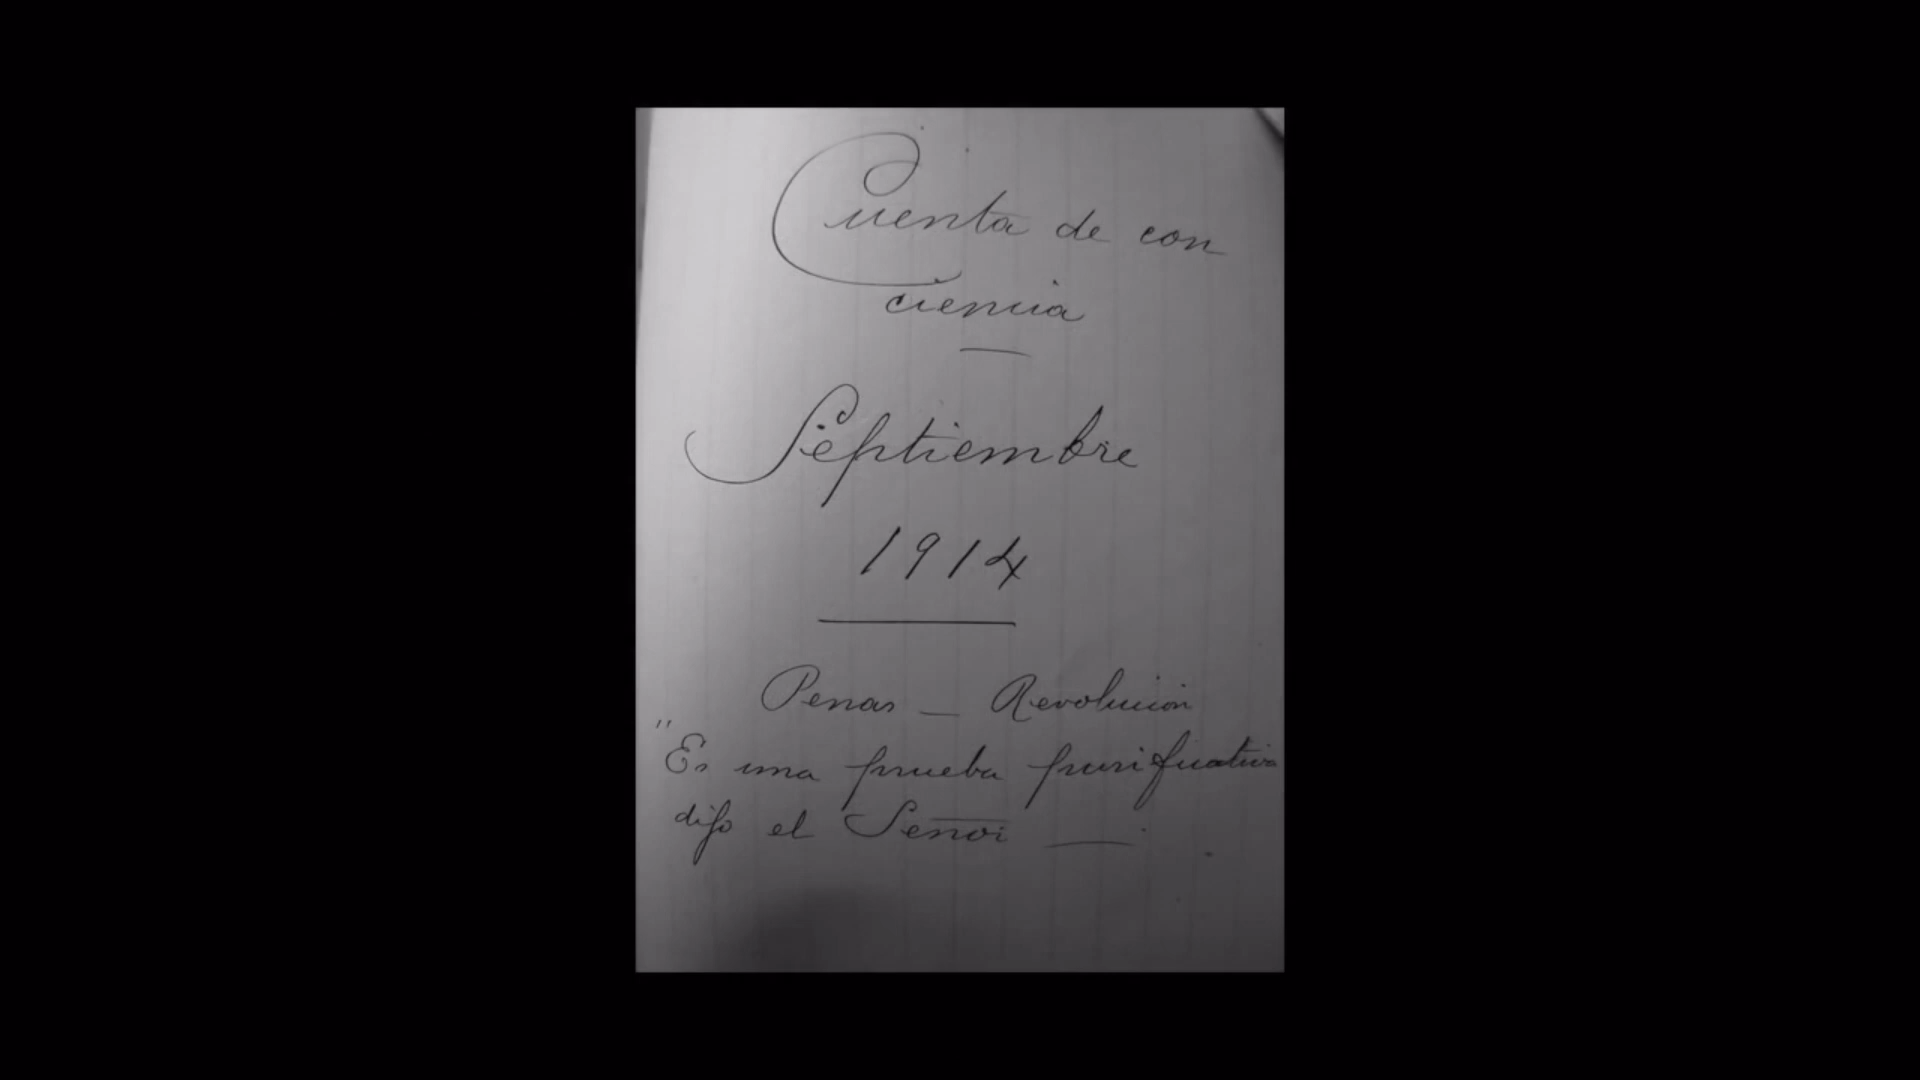 Cuenta de con
ciencia
Septiembre
1914
Penas — Revolución
"Es una prueba purificativa
dijo el Señor —